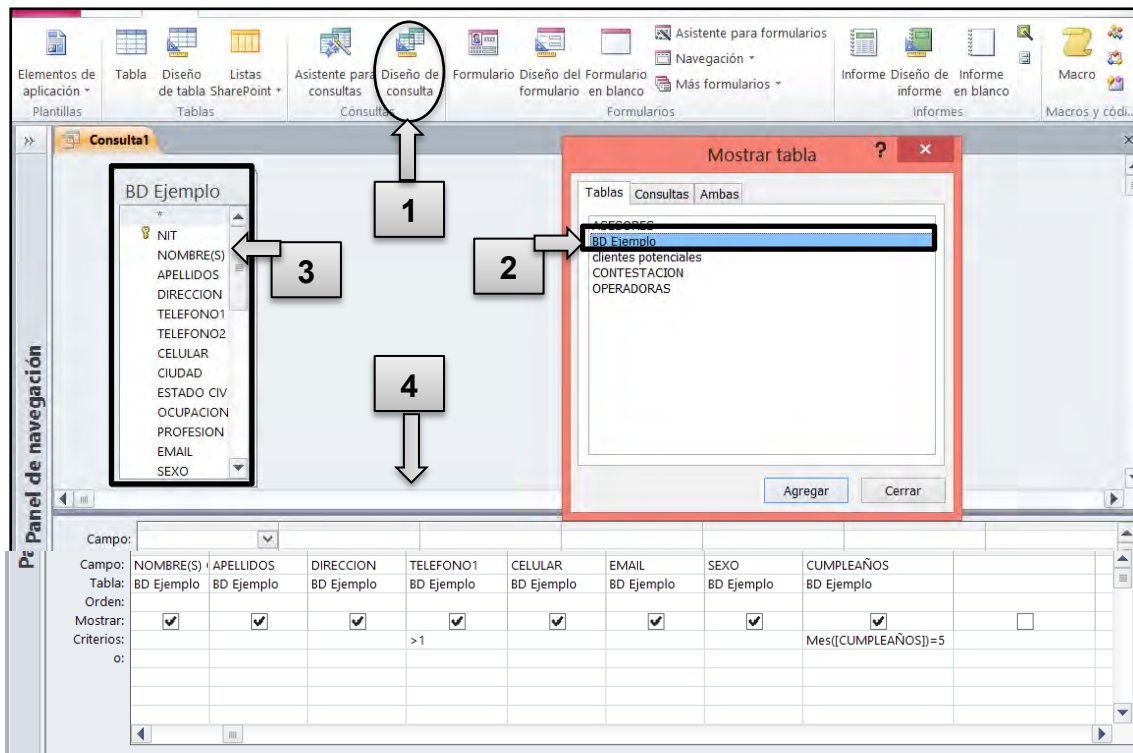 Elementos de aplicación
Plantillas
Tabla
Diseño de tabla
Listas SharePoint
Tablas
Asistente para consultas
Diseño de consulta
Consultas
Formulario
Diseño del formulario
Formulario en blanco
Asistente para formularios
Navegación
Más formularios
Formularios
Informe
Diseño de informe
Informe en blanco
Informes
Macro
Macros y códi...
Consulta1
BD Ejemplo
*
NIT
NOMBRE(S)
APELLIDOS
DIRECCION
TELEFONO1
TELEFONO2
CELULAR
CIUDAD
ESTADO CIV
OCUPACION
PROFESION
EMAIL
SEXO
1
2
3
4
Mostrar tabla
Tablas Consultas Ambas
ASESORES
BD Ejemplo
clientes potenciales
CONTESTACION
OPERADORAS
Agregar Cerrar
Panel de navegación
Pa
Campo:
Campo: NOMBRE(S) APELLIDOS DIRECCION TELEFONO1 CELULAR EMAIL SEXO CUMPLEAÑOS
Tabla: BD Ejemplo BD Ejemplo BD Ejemplo BD Ejemplo BD Ejemplo BD Ejemplo BD Ejemplo BD Ejemplo
Orden:
Mostrar:
Criterios: >1 Mes([CUMPLEAÑOS])=5
o: